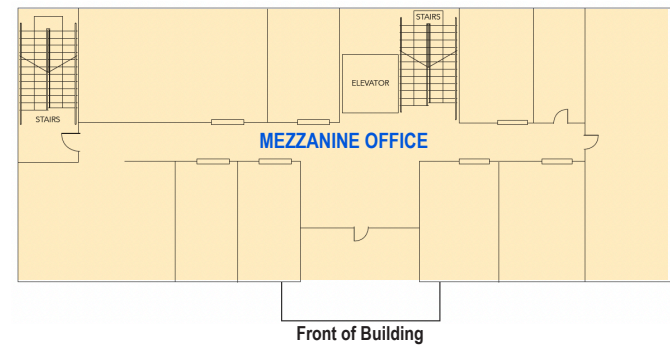 STAIRS
ELEVATOR
STAIRS
MEZZANINE OFFICE
Front of Building